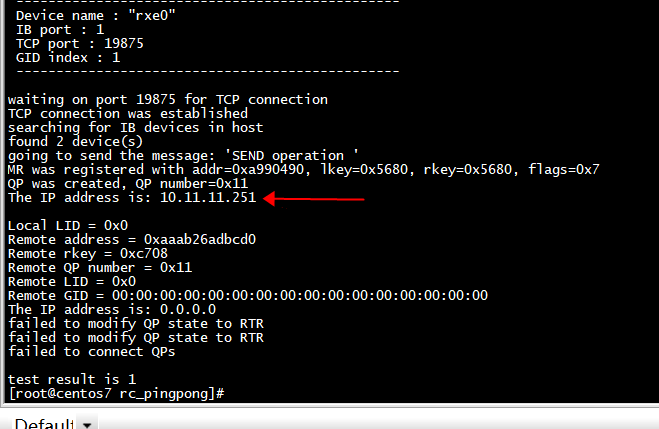 ------------------------------------------------
Device name : "rxe0"
IB port : 1
TCP port : 19875
GID index : 1
------------------------------------------------
waiting on port 19875 for TCP connection
TCP connection was established
searching for IB devices in host
found 2 device(s)
going to send the message: 'SEND operation '
MR was registered with addr=0xa990490, lkey=0x5680, rkey=0x5680, flags=0x7
QP was created, QP number=0x11
The IP address is: 10.11.11.251
Local LID = 0x0
Remote address = 0xaaab26adbcd0
Remote rkey = 0xc708
Remote QP number = 0x11
Remote LID = 0x0
Remote GID = 00:00:00:00:00:00:00:00:00:00:00:00:00:00:00:00
The IP address is: 0.0.0.0
failed to modify QP state to RTR
failed to modify QP state to RTR
failed to connect QPs
test result is 1
[root@centos7 rc_pingpong]#
Default